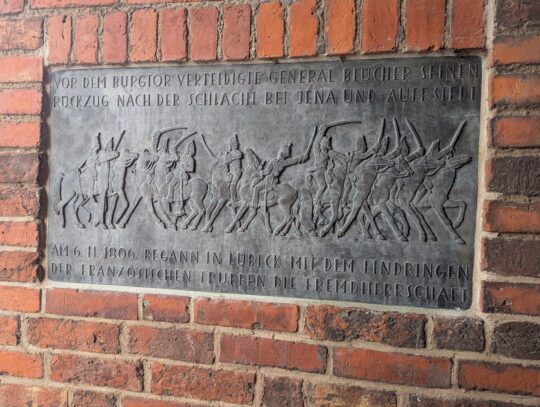 VOR DEM BURGTOR VERTEIDIGTE GENERAL BLÜCHER SEINEN
RÜCKZUG NACH DER SCHLACHT BEI JENA UND AUERSTEDT
AM 6. 11. 1806 BEGANN IN LÜBECK MIT DEM EINDRINGEN
DER FRANZÖSISCHEN TRUPPEN DIE FREMDHERRSCHAFT